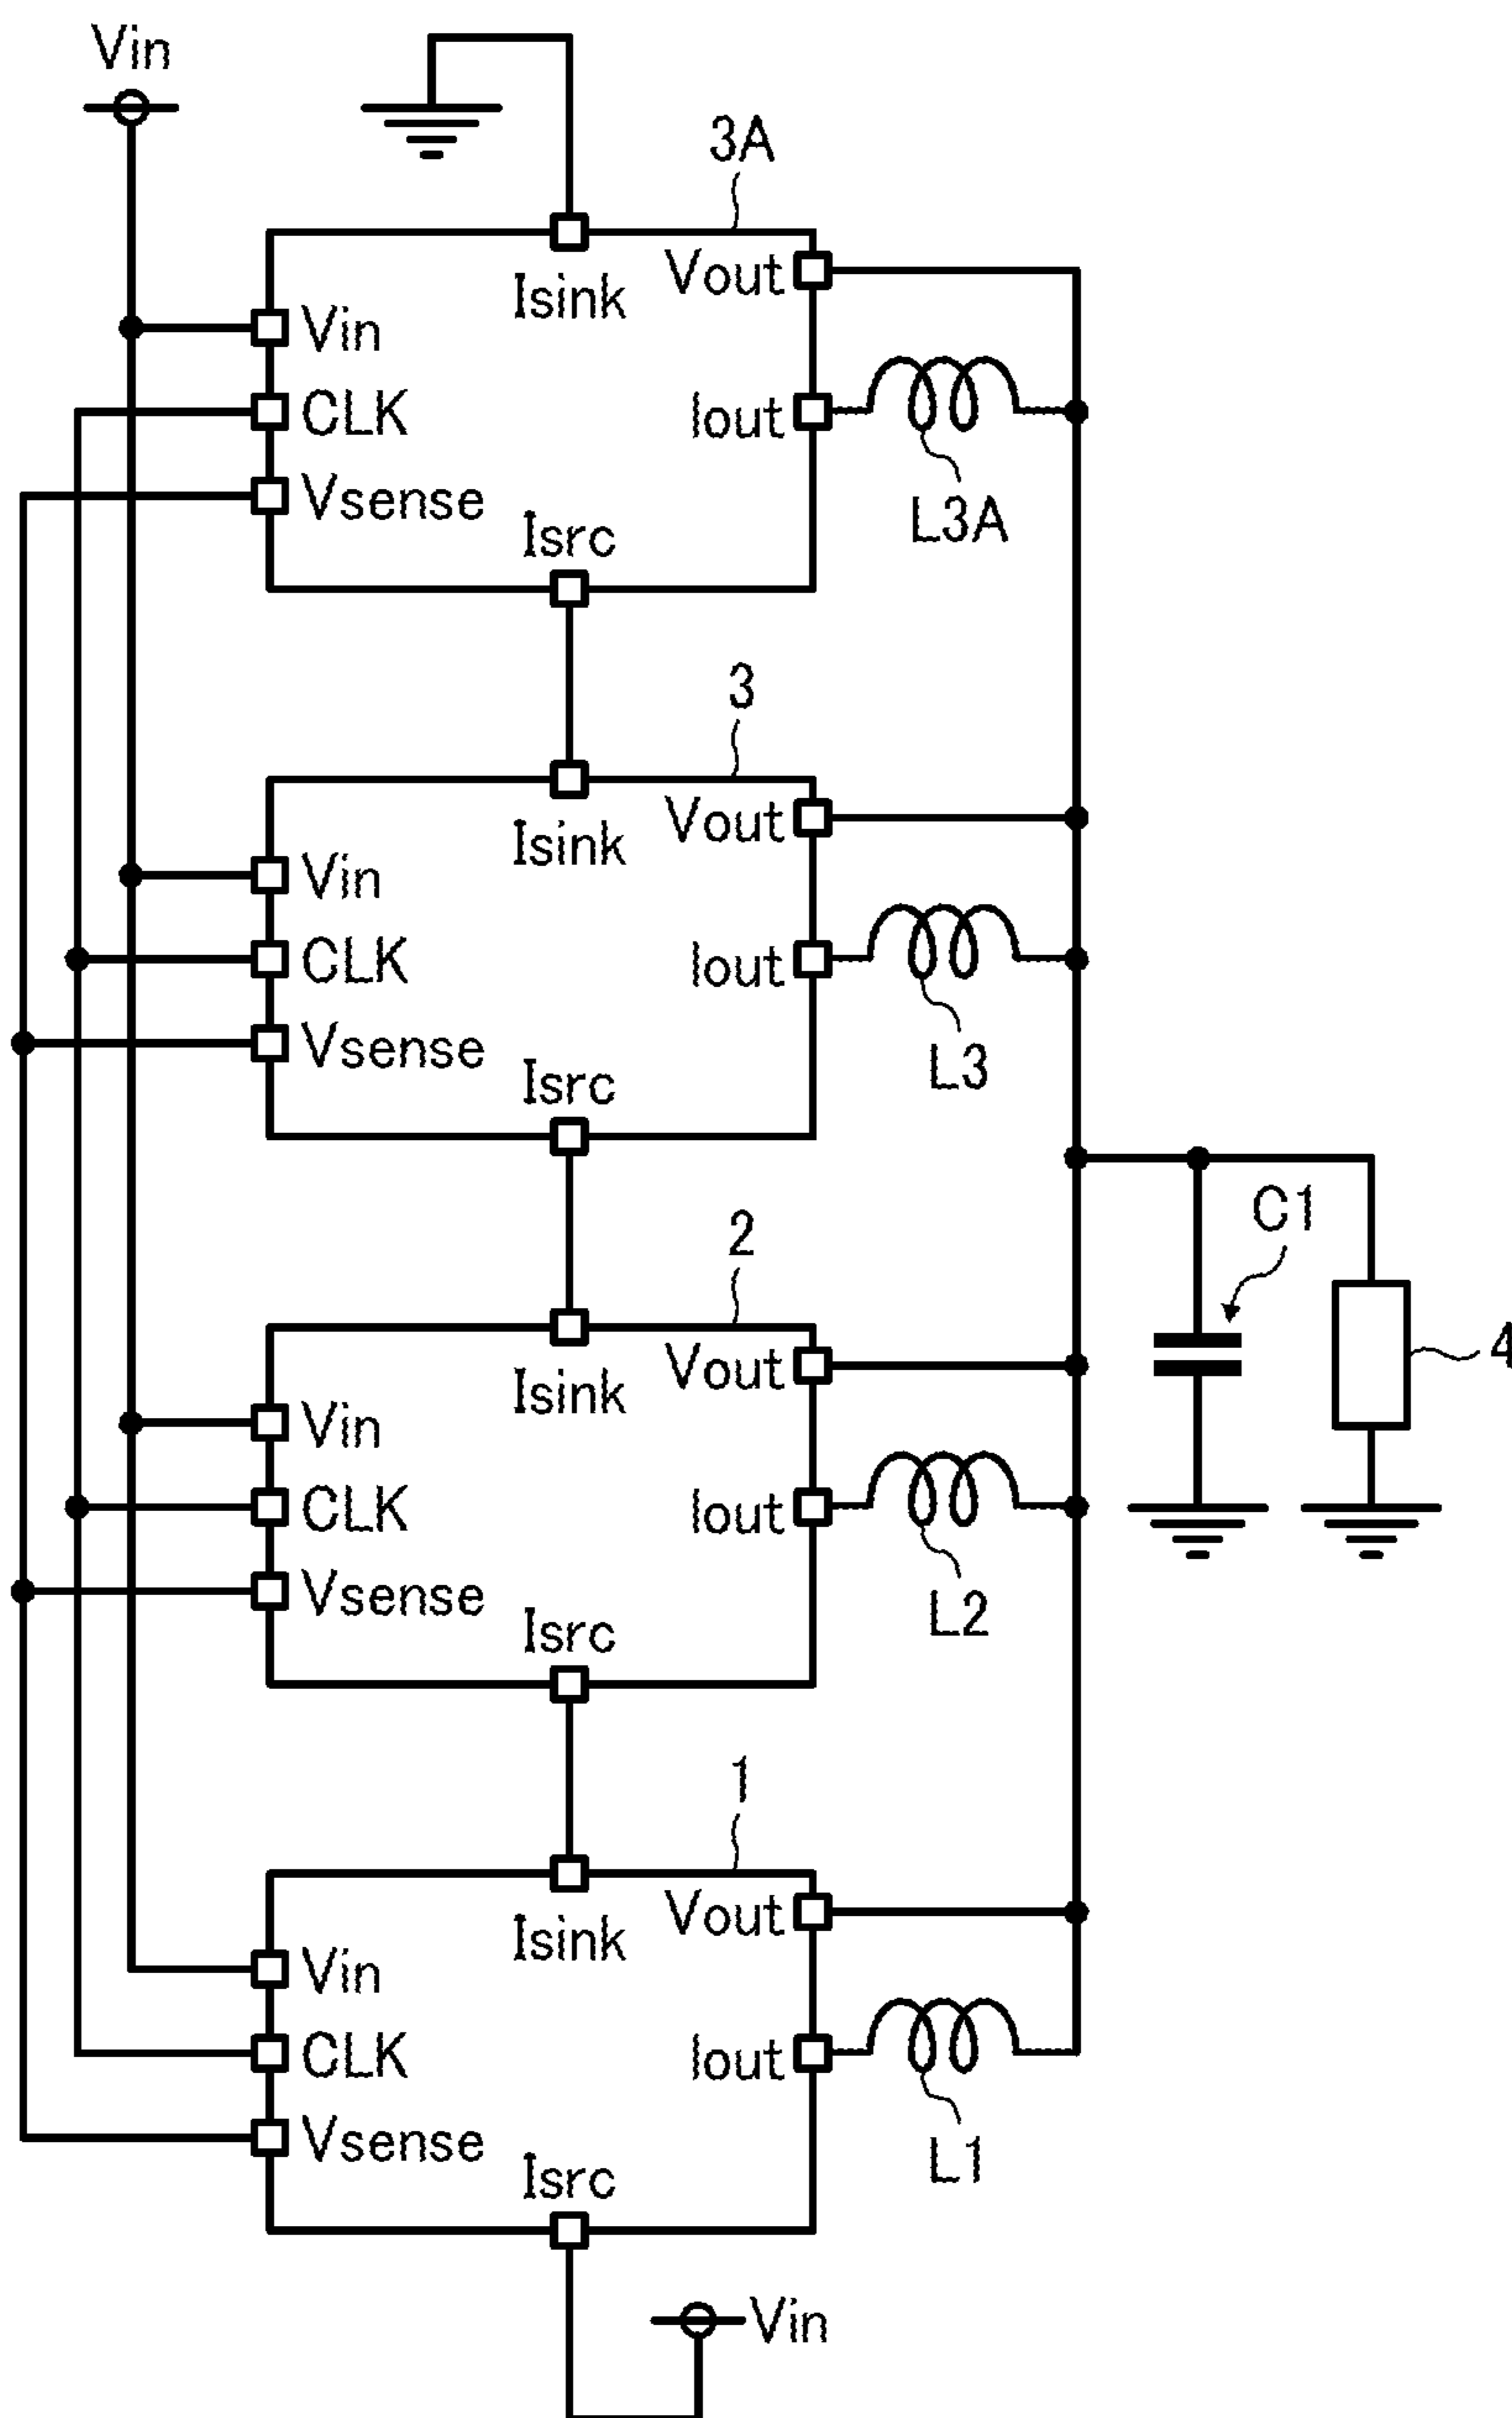 Vin
3A
Isink
Vout
Vin
CLK
Iout
Vsense
L3A
Isrc
3
Isink
Vout
Vin
CLK
Iout
Vsense
L3
Isrc
C1
2
Isink
Vout
4
Vin
CLK
Iout
Vsense
L2
Isrc
1
Isink
Vout
Vin
CLK
Iout
Vsense
L1
Isrc
Vin